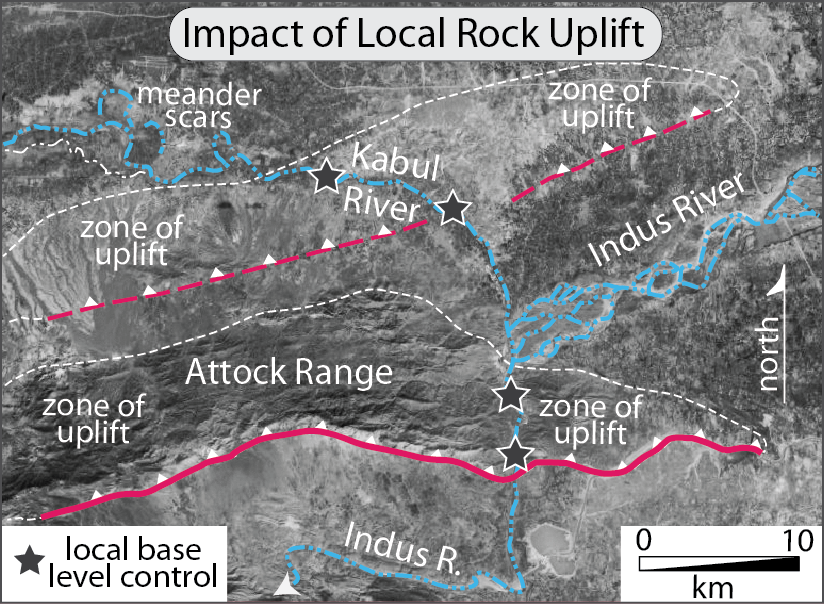 Impact of Local Rock Uplift
meander
scars
zone of
uplift
Kabul
River
Indus River
zone of
uplift
north
Attock Range
zone of
uplift
zone of
uplift
Indus R.
local base
level control
0 10
km